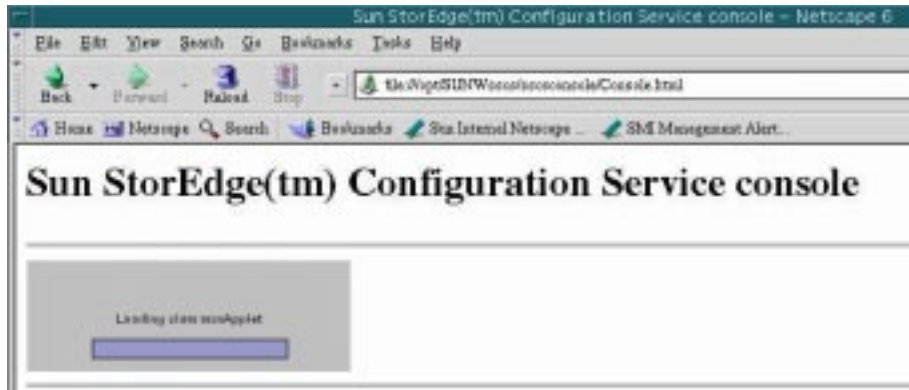 Sun StorEdge(tm) Configuration Service console – Netscape 6
File Edit View Search Go Bookmarks Tasks Help
Back Forward Reload Stop
Home Netscape Search Bookmarks Sun Internal Netscape ... SMI Management Alert...
Sun StorEdge(tm) Configuration Service console
Loading class